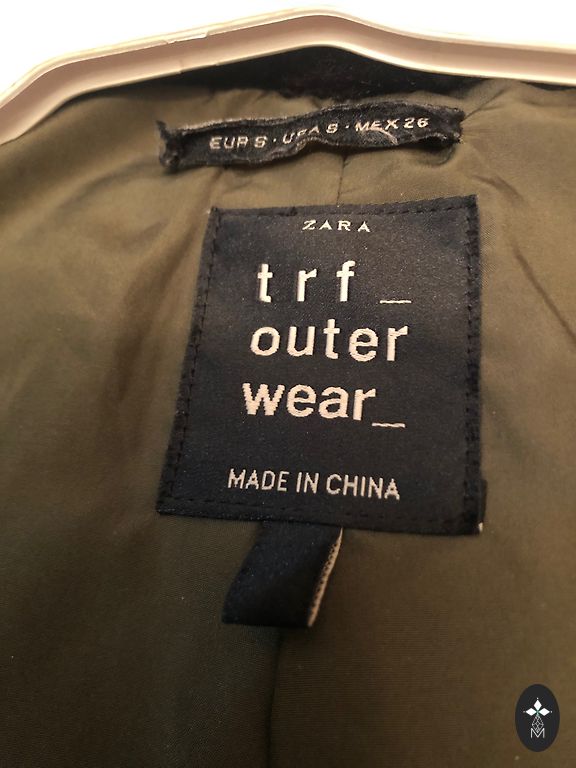 EUR S · USA S · MEX 26
ZARA
trf_
outer
wear_
MADE IN CHINA
M